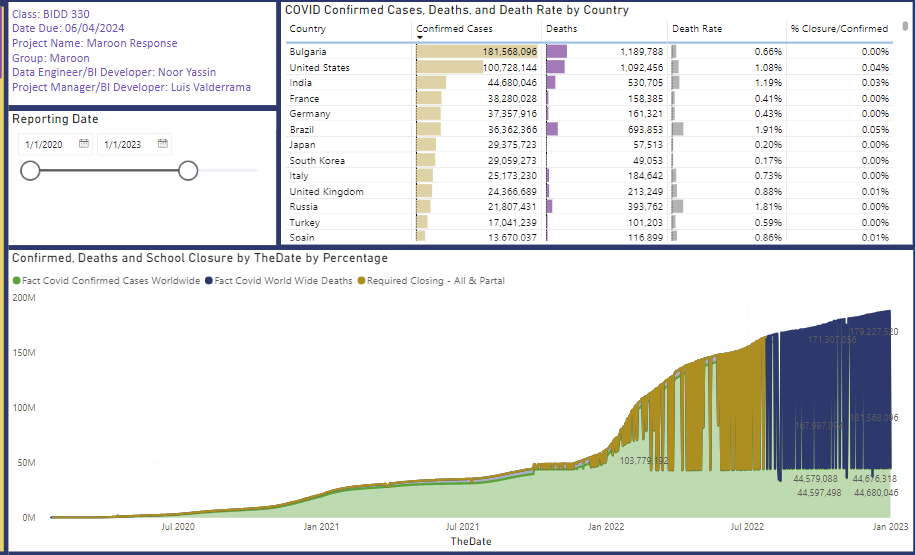 Class: BIDD 330
Date Due: 06/04/2024
Project Name: Maroon Response
Group: Maroon
Data Engineer/BI Developer: Noor Yassin
Project Manager/BI Developer: Luis Valderrama
Reporting Date
1/1/2020 1/1/2023
COVID Confirmed Cases, Deaths, and Death Rate by Country
Country Confirmed Cases Deaths Death Rate % Closure/Confirmed
Bulgaria 181,568,096 1,189,788 0.66% 0.00%
United States 100,728,144 1,092,456 1.08% 0.04%
India 44,680,046 530,705 1.19% 0.03%
France 38,280,028 158,385 0.41% 0.00%
Germany 37,357,916 161,321 0.43% 0.00%
Brazil 36,362,366 693,853 1.91% 0.05%
Japan 29,375,723 57,513 0.20% 0.00%
South Korea 29,059,273 49,053 0.17% 0.00%
Italy 25,173,230 184,642 0.73% 0.00%
United Kingdom 24,366,689 213,249 0.88% 0.01%
Russia 21,807,431 393,762 1.81% 0.00%
Turkey 17,041,239 101,203 0.59% 0.00%
Spain 13,670,037 116,899 0.86% 0.01%
Confirmed, Deaths and School Closure by TheDate by Percentage
Fact Covid Confirmed Cases Worldwide Fact Covid World Wide Deaths Required Closing - All & Partal
200M
150M
100M
50M
0M
179,227,520
171,307,056
181,568,096
103,779,192
44,579,088 44,676,318
44,597,498 44,680,046
Jul 2020 Jan 2021 Jul 2021 Jan 2022 Jul 2022 Jan 2023
TheDate